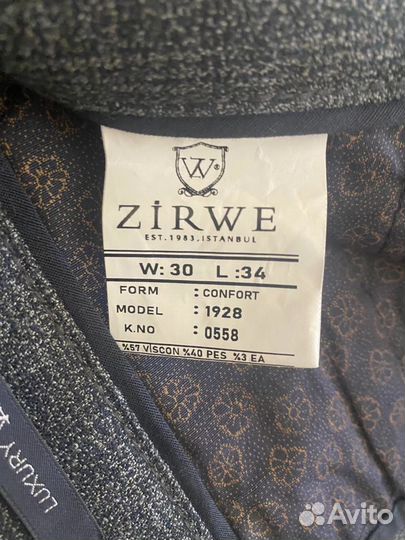 W®
ZİRWE
EST.1983.ISTANBUL
W: 30 L :34
FORM : CONFORT
MODEL : 1928
K.NO : 0558
%57 VİSCON %40 PES %3 EA
LUXURY
Avito